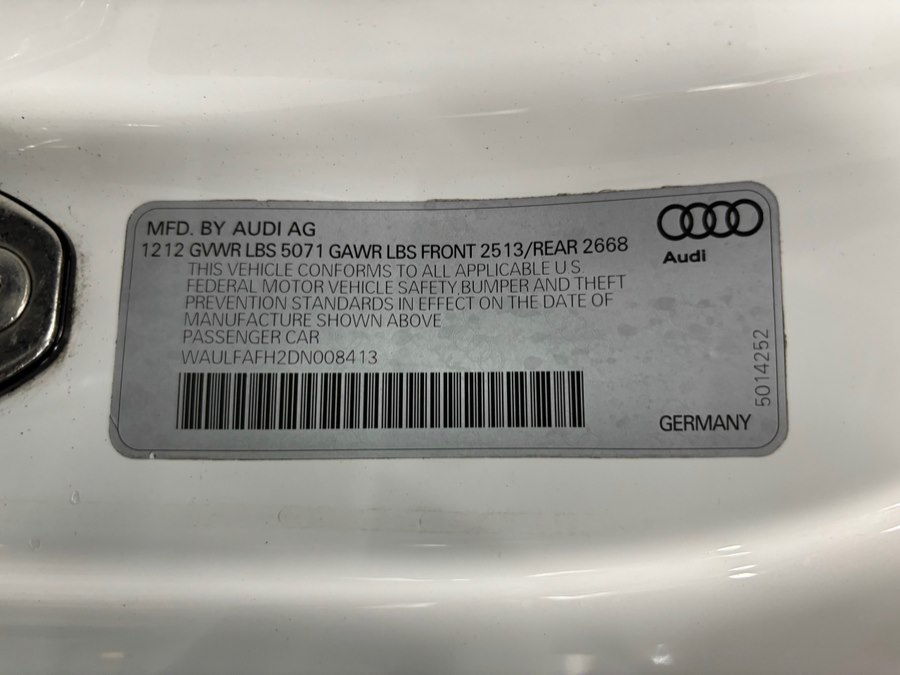 MFD. BY AUDI AG
1212 GVWR LBS 5071 GAWR LBS FRONT 2513/REAR 2668
THIS VEHICLE CONFORMS TO ALL APPLICABLE U S
FEDERAL MOTOR VEHICLE SAFETY,BUMPER AND THEFT
PREVENTION STANDARDS IN EFFECT ON THE DATE OF
MANUFACTURE SHOWN ABOVE
PASSENGER CAR
WAULFAFH2DN008413
Audi
5014252
GERMANY